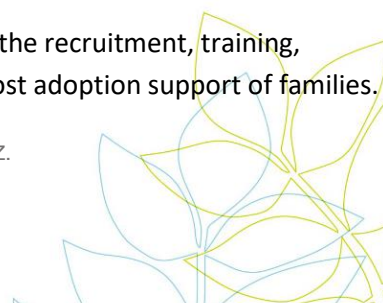 the recruitment, training,
ost adoption support of families.
z.